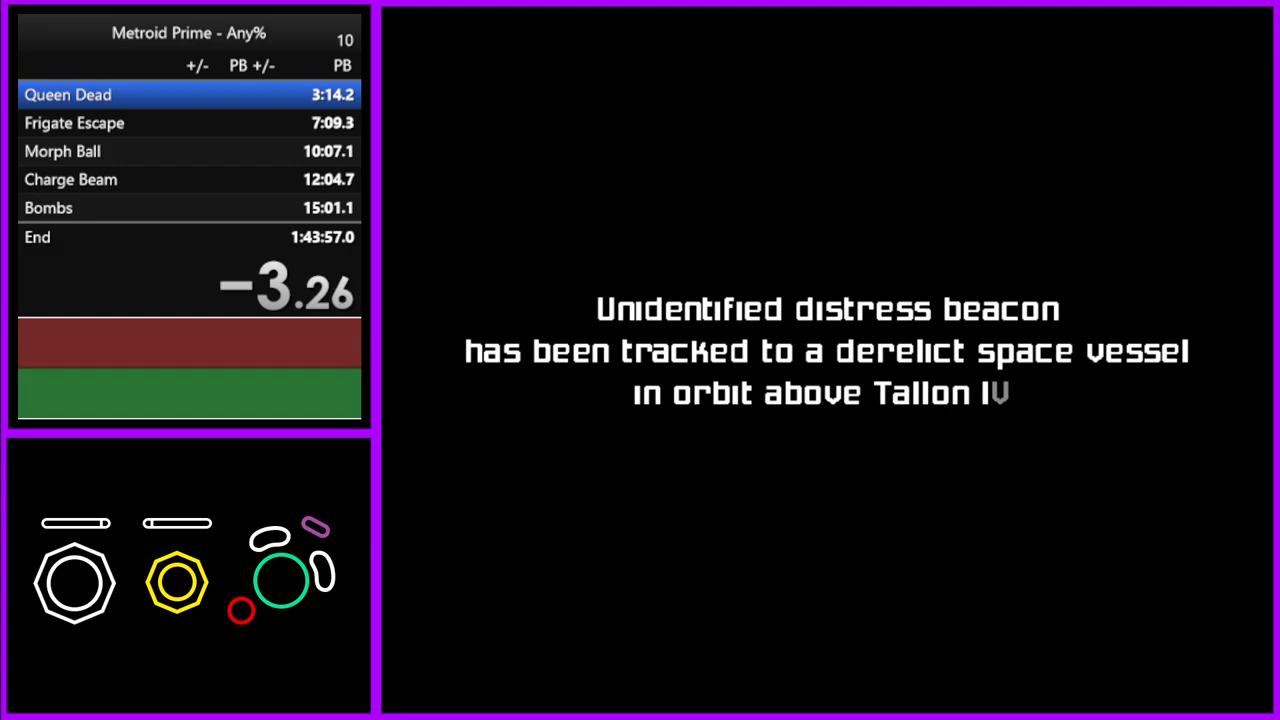 Metroid Prime - Any%
10
+/- PB +/- PB
Queen Dead 3:14.2
Frigate Escape 7:09.3
Morph Ball 10:07.1
Charge Beam 12:04.7
Bombs 15:01.1
End 1:43:57.0
−3.26
Unidentified distress beacon
has been tracked to a derelict space vessel
in orbit above Tallon IV